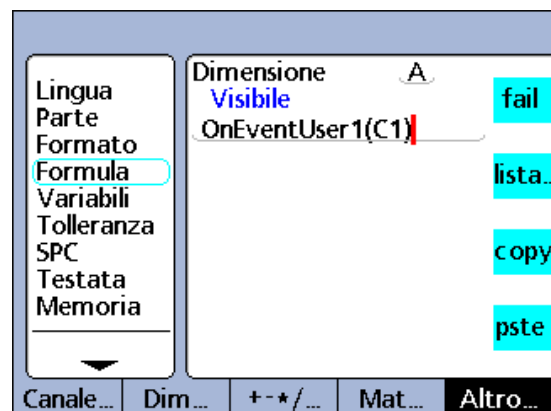 Lingua
Parte
Formato
Formula
Variabili
Tolleranza
SPC
Testata
Memoria
Dimensione A
Visibile
OnEventUser1(C1)
fail
lista..
copy
pste
Canale... Dim... +-*/... Mat... Altro...